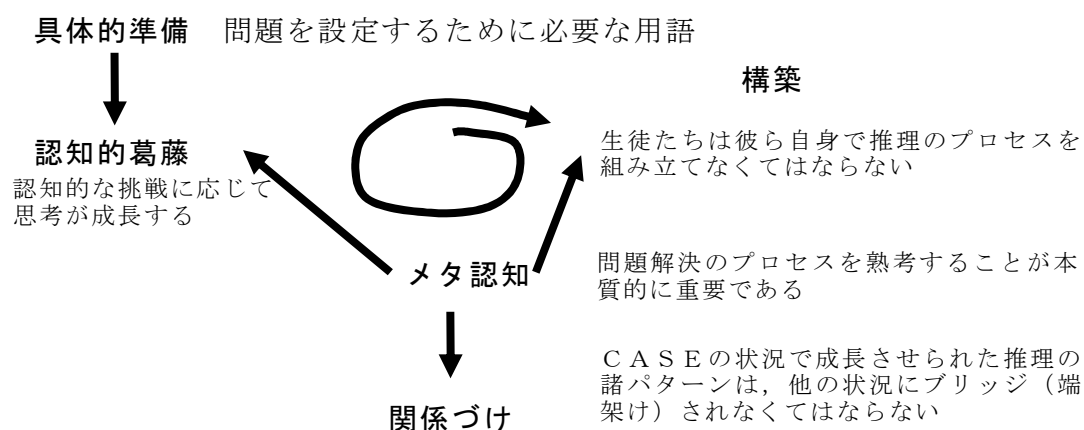 具体的準備　問題を設定するために必要な用語
構築
生徒たちは彼ら自身で推理のプロセスを
組み立てなくてはならない
認知的葛藤
認知的な挑戦に応じて
思考が成長する
メタ認知
問題解決のプロセスを熟考することが本
質的に重要である
ＣＡＳＥの状況で成長させられた推理の
諸パターンは，他の状況にブリッジ（端
架け）されなくてはならない
関係づけ